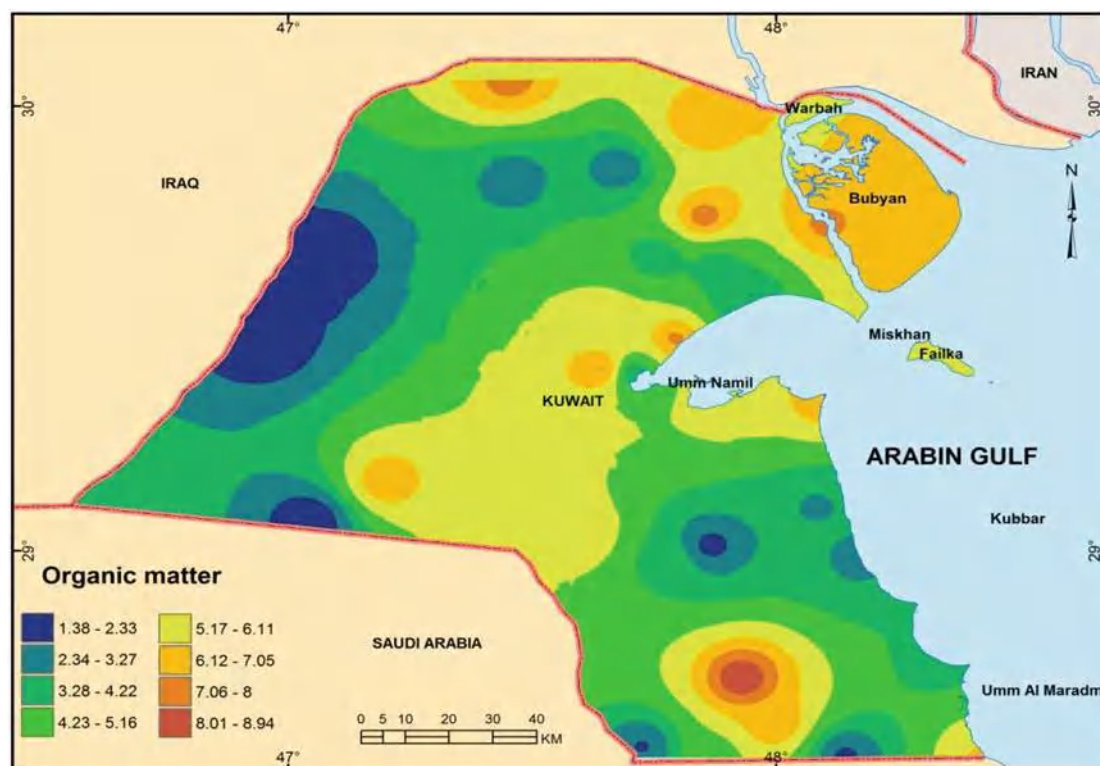 47°
48°
30°
30°
IRAN
Warbah
IRAQ
N
Bubyan
Miskhan
Failka
Umm Namil
KUWAIT
ARABIN GULF
Kubbar
29°
29°
Organic matter
1.38 - 2.33
5.17 - 6.11
2.34 - 3.27
6.12 - 7.05
3.28 - 4.22
7.06 - 8
4.23 - 5.16
8.01 - 8.94
SAUDI ARABIA
Umm Al Maradm
0 5 10 20 30 40
KM
47°
48°